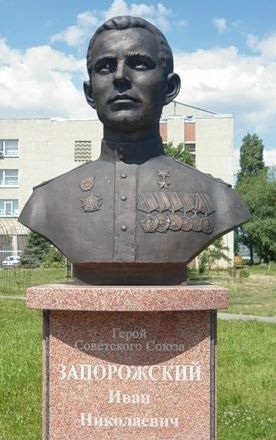 Герой
Советского Союза
ЗАПОРОЖСКИЙ
Иван
Николаевич